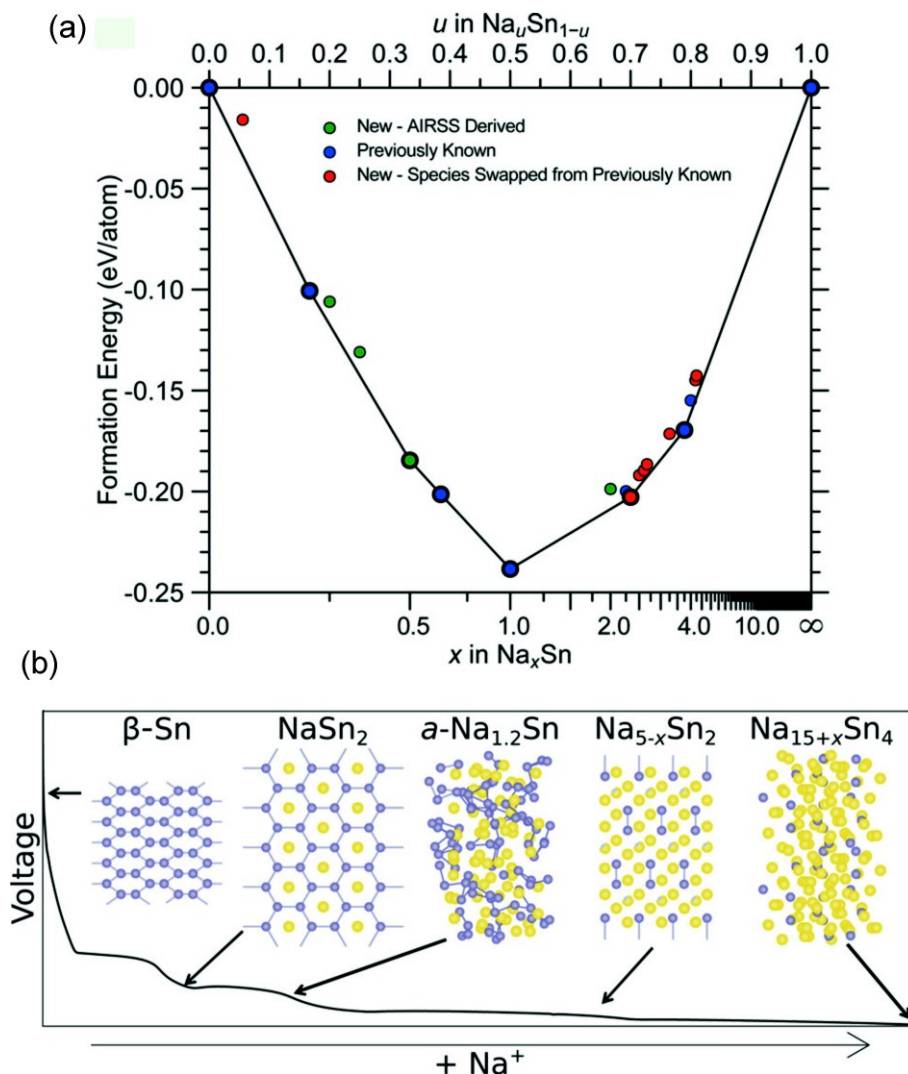 (a)
u in NaᵤSn₁₋ᵤ
0.0 0.1 0.2 0.3 0.4 0.5 0.6 0.7 0.8 0.9 1.0
0.00
New - AIRSS Derived
Previously Known
New - Species Swapped from Previously Known
-0.05
-0.10
-0.15
-0.20
-0.25
Formation Energy (eV/atom)
0.0 0.5 1.0 2.0 4.0 10.0 ∞
x in NaₓSn
(b)
β-Sn NaSn₂ a-Na₁.₂Sn Na₅₋ₓSn₂ Na₁₅₊ₓSn₄
Voltage
+ Na⁺